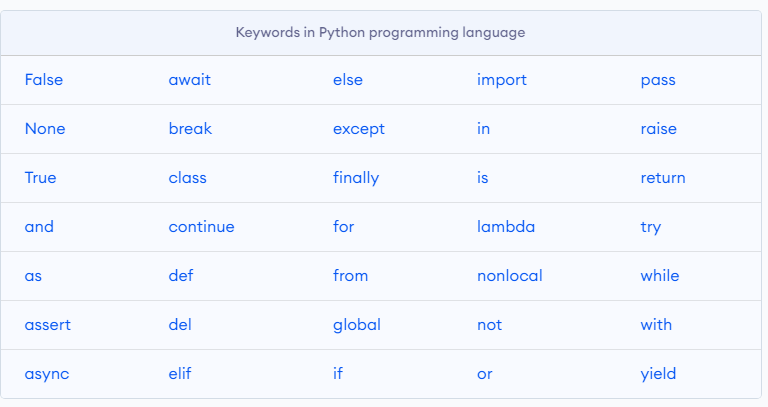 Keywords in Python programming language
False await else import pass
None break except in raise
True class finally is return
and continue for lambda try
as def from nonlocal while
assert del global not with
async elif if or yield